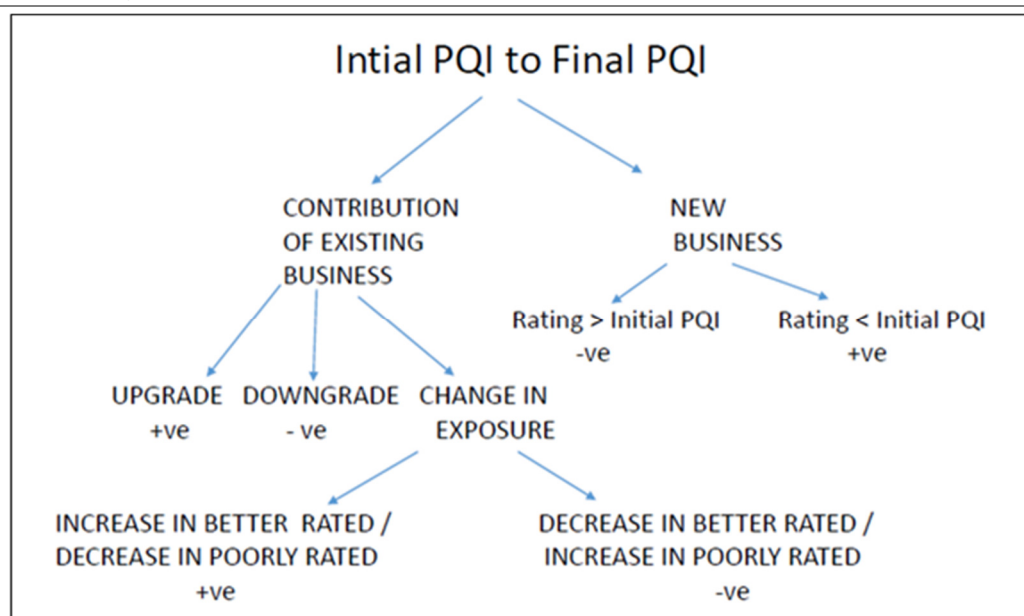 Intial PQI to Final PQI
CONTRIBUTION
OF EXISTING
BUSINESS
NEW
BUSINESS
Rating > Initial PQI
-ve
Rating < Initial PQI
+ve
UPGRADE
+ve
DOWNGRADE
- ve
CHANGE IN
EXPOSURE
INCREASE IN BETTER RATED /
DECREASE IN POORLY RATED
+ve
DECREASE IN BETTER RATED /
INCREASE IN POORLY RATED
-ve